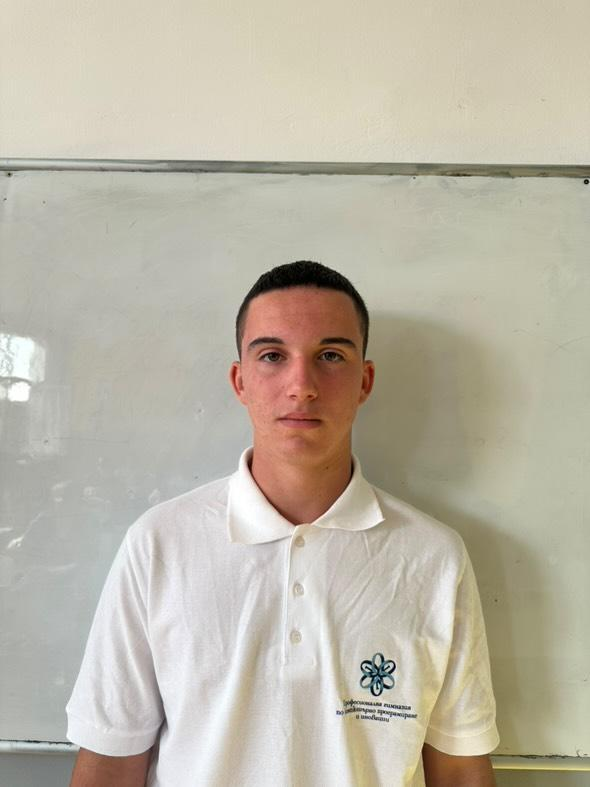 Професионална гимназия
по компютърно програмиране
и иновации